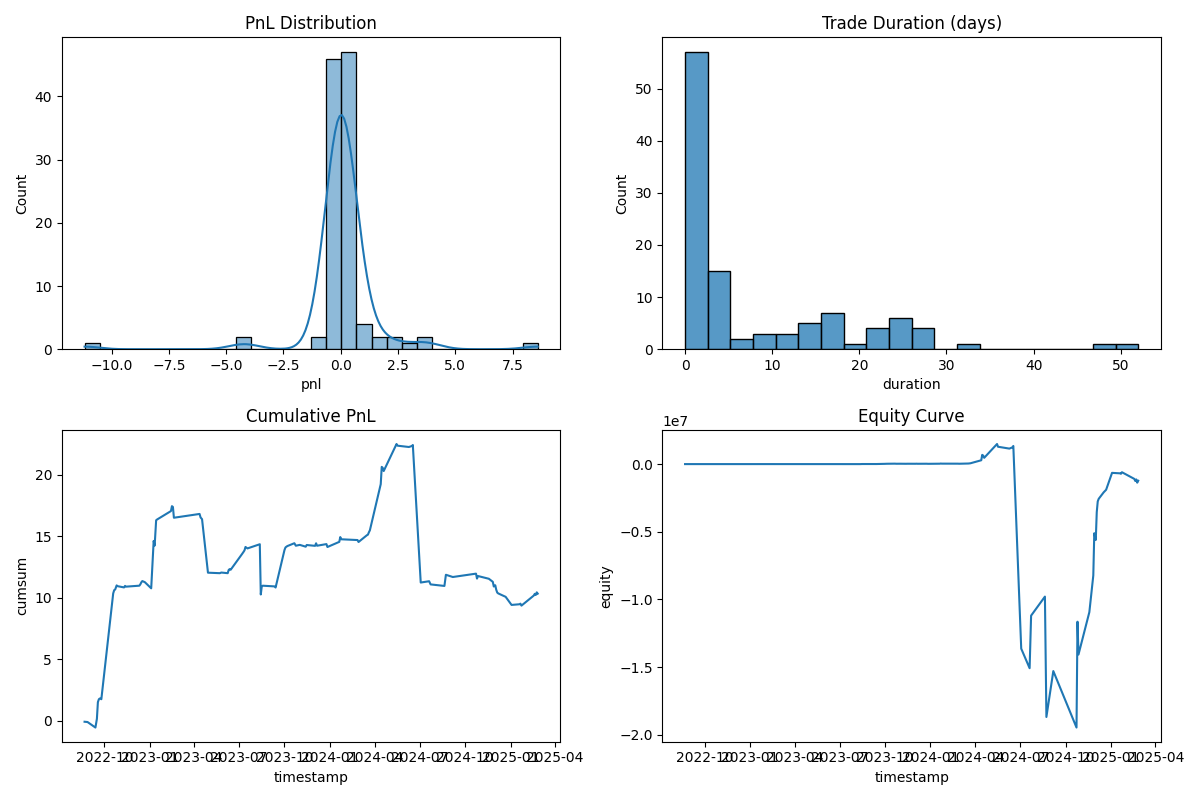 PnL Distribution
Count
40
30
20
10
0
−10.0 −7.5 −5.0 −2.5 0.0 2.5 5.0 7.5
pnl
Trade Duration (days)
Count
50
40
30
20
10
0
0 10 20 30 40 50
duration
Cumulative PnL
cumsum
20
15
10
5
0
2022-10 2023-01 2023-04 2023-07 2023-10 2024-01 2024-04 2024-07 2024-10 2025-01 2025-04
timestamp
Equity Curve
1e7
equity
0.0
−0.5
−1.0
−1.5
−2.0
2022-10 2023-01 2023-04 2023-07 2023-10 2024-01 2024-04 2024-07 2024-10 2025-01 2025-04
timestamp